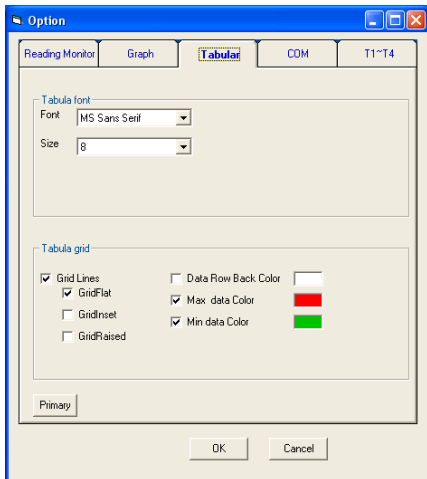 Option
Reading Monitor Graph Tabular COM T1~T4
Tabula font
Font MS Sans Serif
Size 8
Tabula grid
Grid Lines Data Row Back Color
GridFlat Max data Color
GridInset Min data Color
GridRaised
Primary
OK Cancel